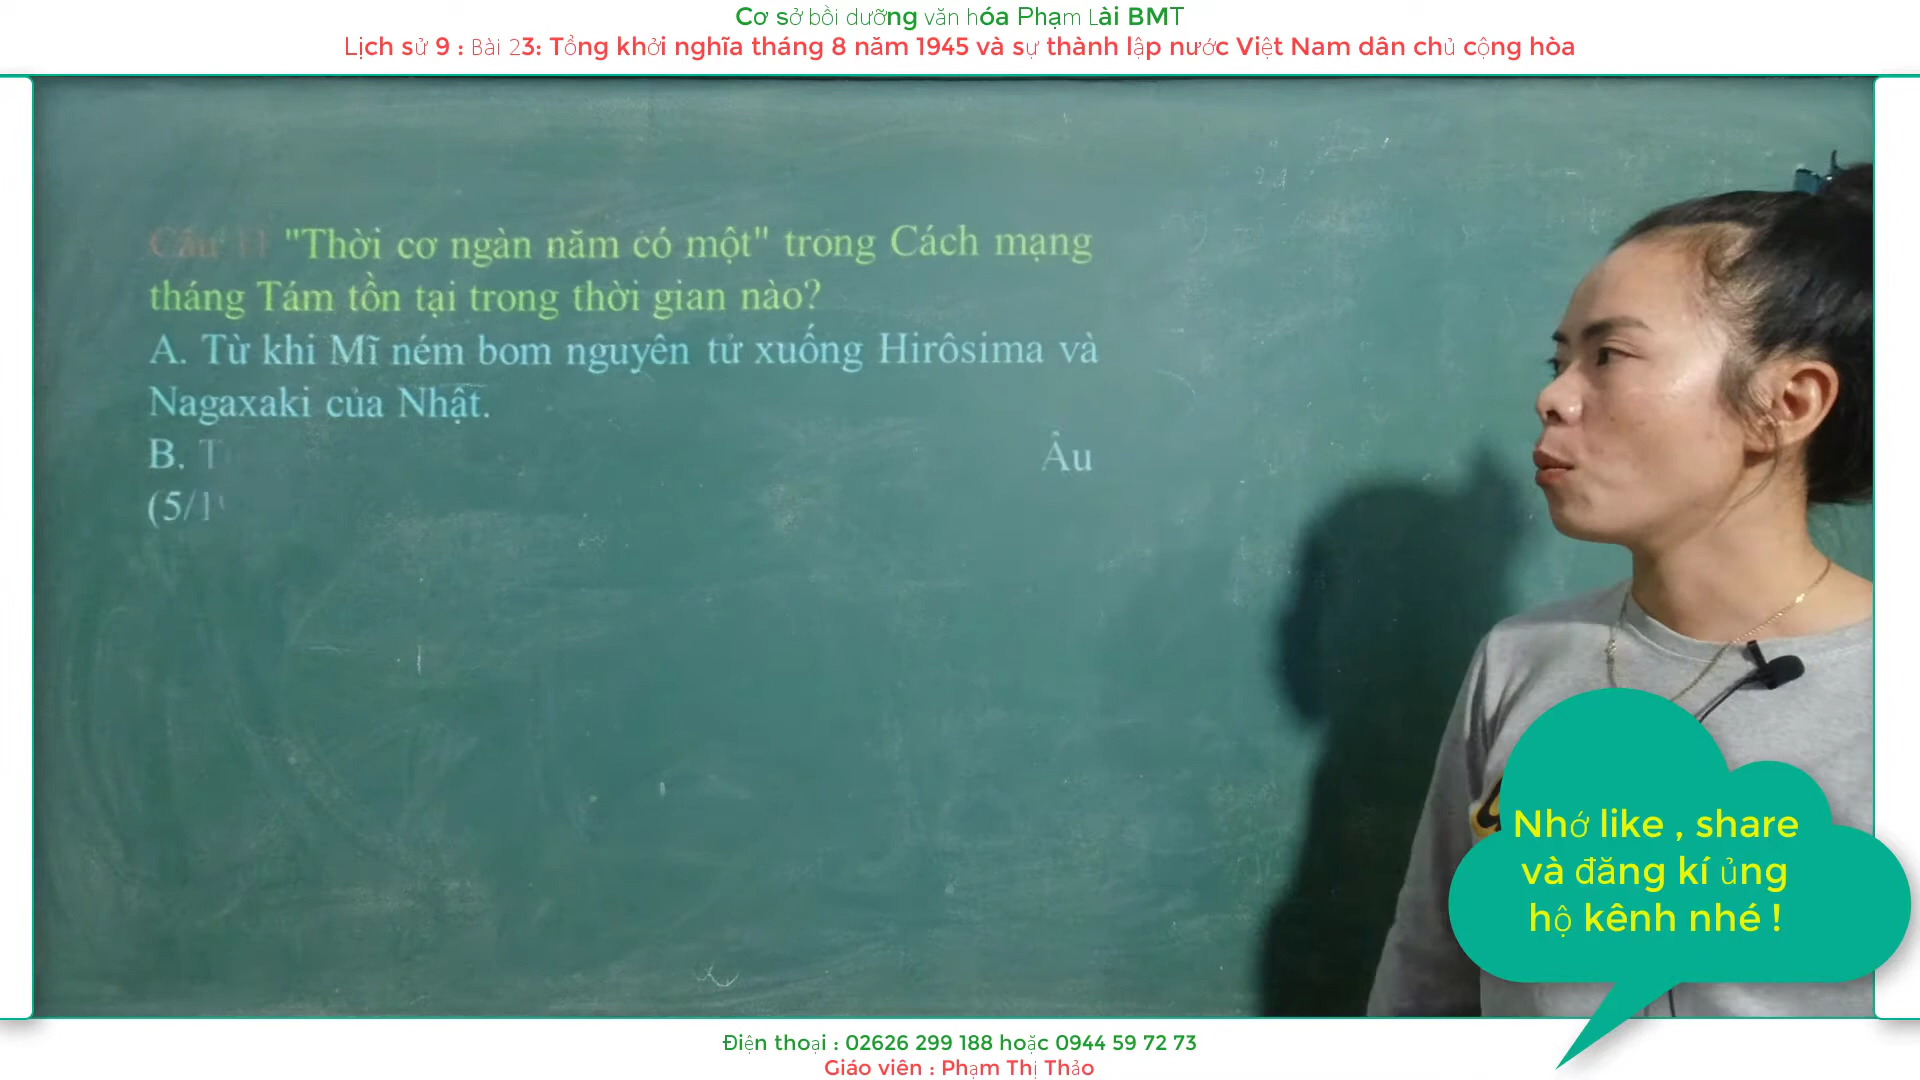 Cơ sở bồi dưỡng văn hóa Phạm Lài BMT
Lịch sử 9 : Bài 23: Tổng khởi nghĩa tháng 8 năm 1945 và sự thành lập nước Việt Nam dân chủ cộng hòa
Câu 11 "Thời cơ ngàn năm có một" trong Cách mạng
tháng Tám tồn tại trong thời gian nào?
A. Từ khi Mĩ ném bom nguyên tử xuống Hirôsima và
Nagaxaki của Nhật.
B. Âu
(5/1
Nhớ like , share
và đăng kí ủng
hộ kênh nhé !
Điện thoại : 02626 299 188 hoặc 0944 59 72 73
Giáo viên : Phạm Thị Thảo